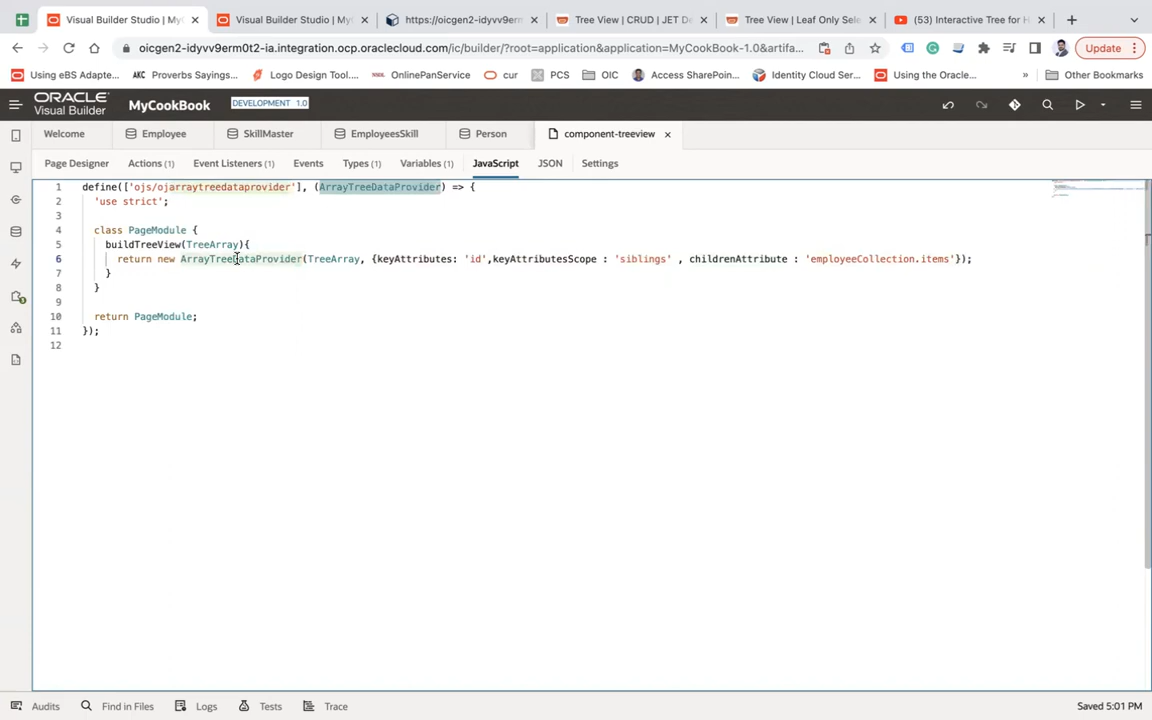 Visual Builder Studio | MyC
Visual Builder Studio | MyC
https://oicgen2-idyvv9erm
Tree View | CRUD | JET De
Tree View | Leaf Only Sele
(53) Interactive Tree for H
oicgen2-idyvv9erm0t2-ia.integration.ocp.oraclecloud.com/ic/builder/?root=application&application=MyCookBook-1.0&artifa...
Update
Using eBS Adapte...
AKC
Proverbs Sayings...
Logo Design Tool....
OnlinePanService
cur
PCS
OIC
Access SharePoin...
Identity Cloud Ser...
Using the Oracle...
»
Other Bookmarks
ORACLE
Visual Builder
MyCookBook
DEVELOPMENT 1.0
Welcome
Employee
SkillMaster
EmployeesSkill
Person
component-treeview
Page Designer
Actions (1)
Event Listeners (1)
Events
Types (1)
Variables (1)
JavaScript
JSON
Settings
1 define(['ojs/ojarraytreedataprovider'], (ArrayTreeDataProvider) => {
2 'use strict';
3
4 class PageModule {
5 buildTreeView(TreeArray){
6 return new ArrayTreeDataProvider(TreeArray, {keyAttributes: 'id',keyAttributesScope : 'siblings' , childrenAttribute : 'employeeCollection.items'});
7 }
8 }
9
10 return PageModule;
11 });
12
Audits
Find in Files
Logs
Tests
Trace
Saved 5:01 PM